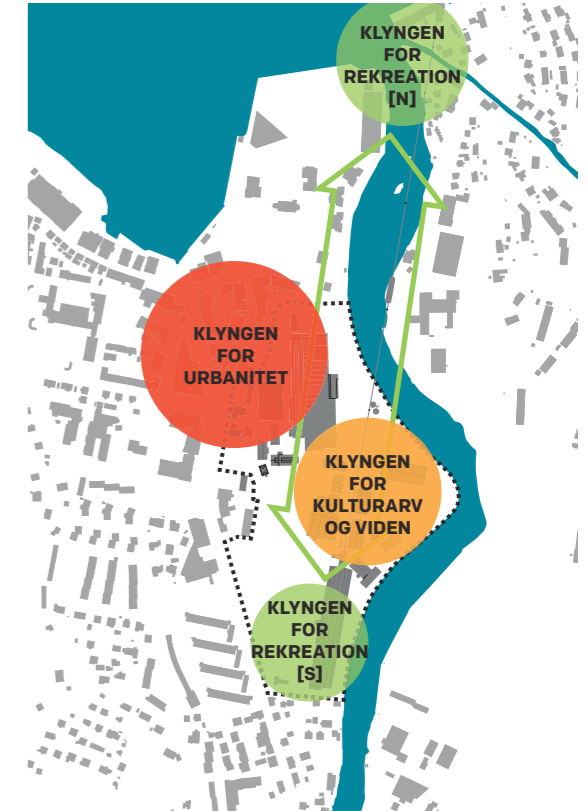 KLYNGEN
FOR
REKREATION
[N]
KLYNGEN
FOR
URBANITET
KLYNGEN
FOR
KULTURARV
OG VIDEN
KLYNGEN
FOR
REKREATION
[S]